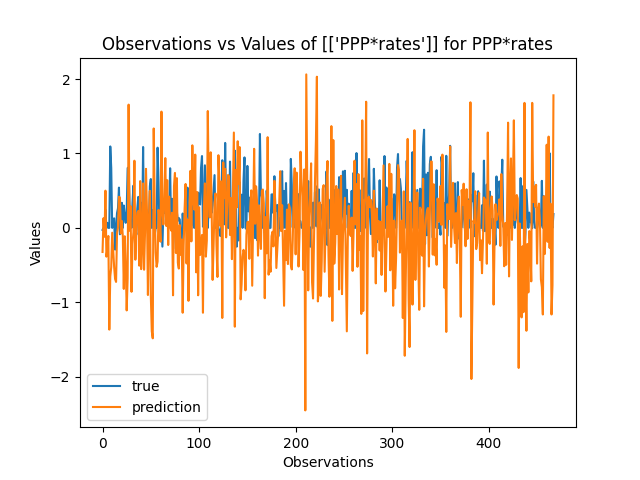 Observations vs Values of [['PPP*rates']] for PPP*rates
2
1
0
−1
−2
Values
true
prediction
0
100
200
300
400
Observations